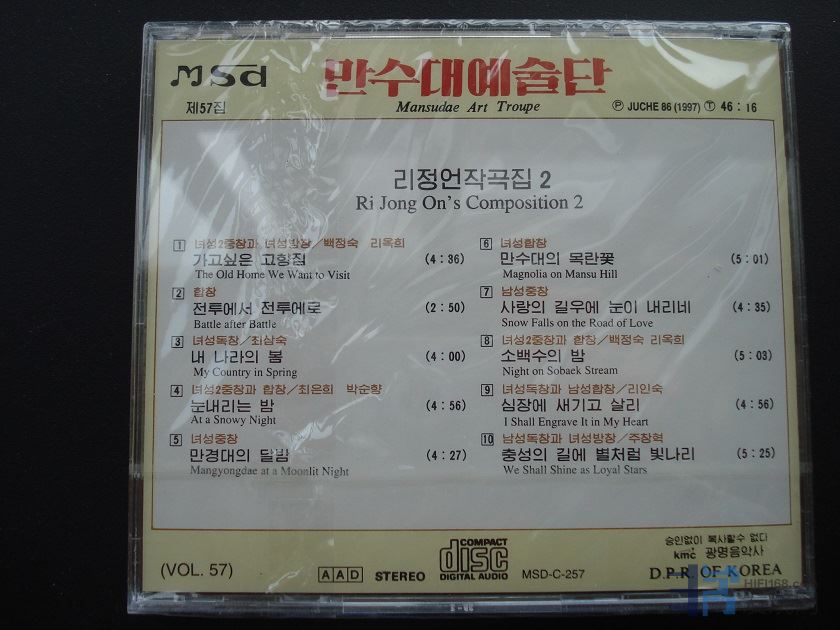 MSd
만수대예술단
제57집
Mansudae Art Troupe
Ⓟ JUCHE 86 (1997) Ⓣ 46 : 16
리정언작곡집 2
Ri Jong On's Composition 2
1 녀성2중창과 녀성방창/백정숙 리옥희
가고싶은 고향집 (4 : 36)
The Old Home We Want to Visit
2 합창
전투에서 전투에로 (2 : 50)
Battle after Battle
3 녀성독창/최삼숙
내 나라의 봄 (4 : 00)
My Country in Spring
4 녀성2중창과 합창/최은희 박순향
눈내리는 밤 (4 : 56)
At a Snowy Night
5 녀성중창
만경대의 달밤 (4 : 27)
Mangyongdae at a Moonlit Night
6 녀성합창
만수대의 목란꽃 (5 : 01)
Magnolia on Mansu Hill
7 남성중창
사랑의 길우에 눈이 내리네 (4 : 35)
Snow Falls on the Road of Love
8 녀성2중창과 합창/백정숙 리옥희
소백수의 밤 (5 : 03)
Night on Sobaek Stream
9 녀성독창과 남성합창/리인숙
심장에 새기고 살리 (4 : 56)
I Shall Engrave It in My Heart
10 남성독창과 녀성방창/주창혁
충성의 길에 별처럼 빛나리 (5 : 25)
We Shall Shine as Loyal Stars
(VOL. 57)
AAD
STEREO
COMPACT
disc
DIGITAL AUDIO
MSD-C-257
승인없이 복사할수 없다
kmc 광명음악사
D.P.R. OF KOREA
HIFI168.c